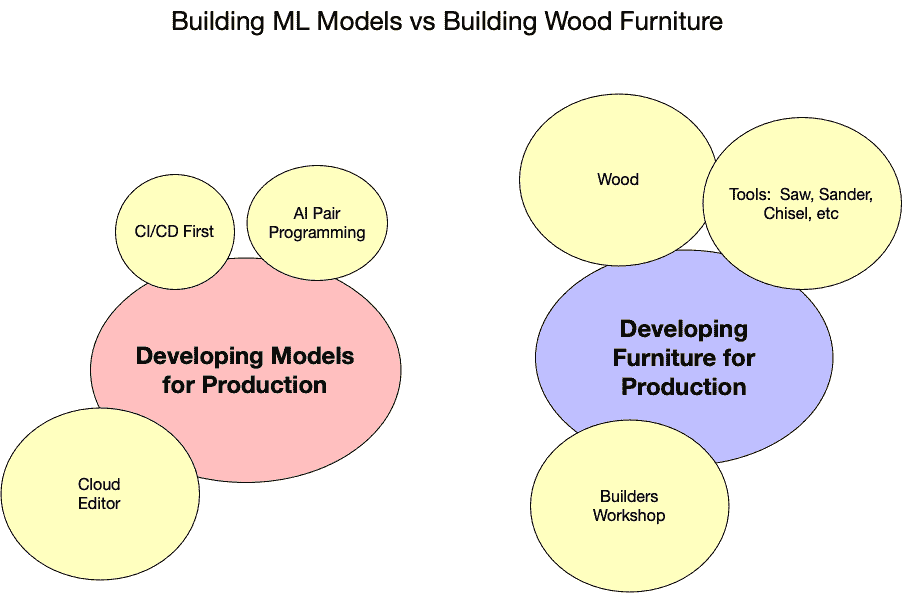 Building ML Models vs Building Wood Furniture
CI/CD First
AI Pair
Programming
Developing Models
for Production
Cloud
Editor
Wood
Tools:  Saw, Sander,
Chisel, etc
Developing
Furniture for
Production
Builders
Workshop